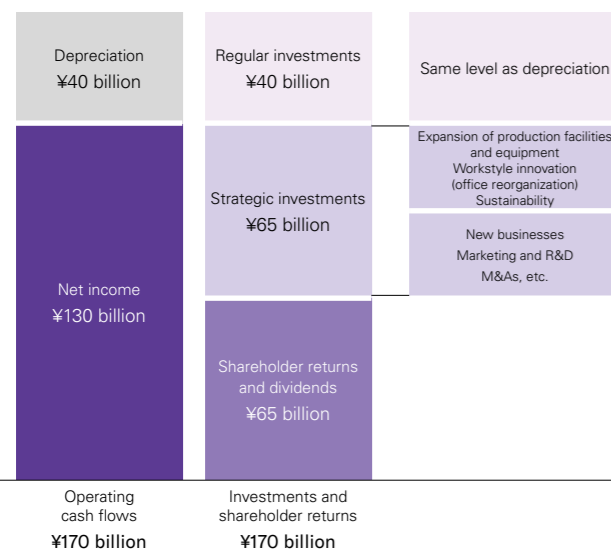 Depreciation
¥40 billion
Net income
¥130 billion
Operating
cash flows
¥170 billion
Regular investments
¥40 billion
Strategic investments
¥65 billion
Shareholder returns
and dividends
¥65 billion
Investments and
shareholder returns
¥170 billion
Same level as depreciation
Expansion of production facilities
and equipment
Workstyle innovation
(office reorganization)
Sustainability
New businesses
Marketing and R&D
M&As, etc.